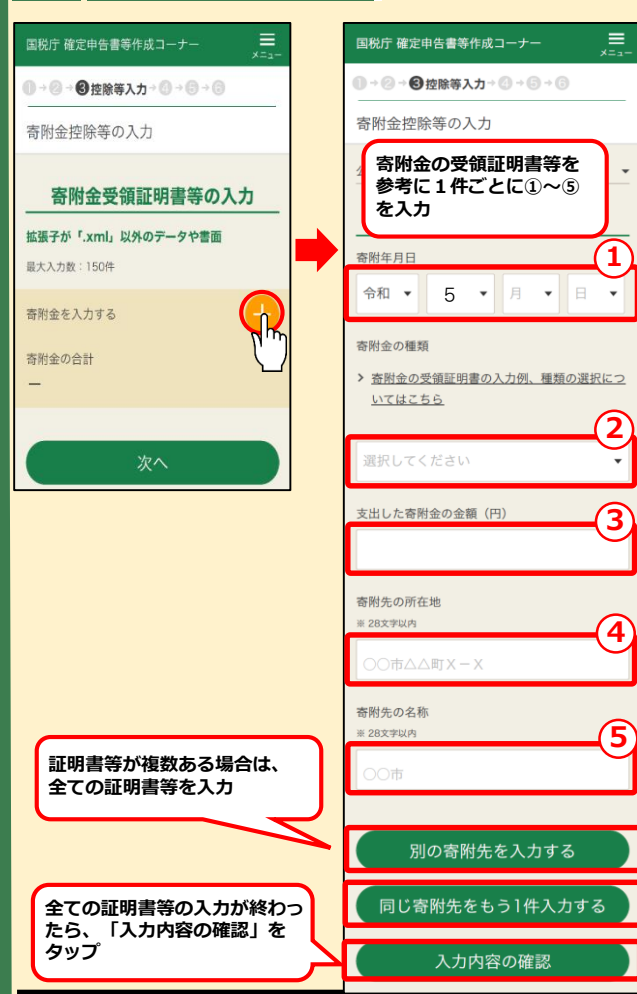 国税庁 確定申告書等作成コーナー
メニュー
①→②→❸控除等入力→④→⑤→⑥
寄附金控除等の入力
寄附金受領証明書等の入力
拡張子が「.xml」以外のデータや書面
最大入力数：150件
寄附金を入力する
寄附金の合計
ー
次へ
国税庁 確定申告書等作成コーナー
メニュー
①→②→❸控除等入力→④→⑤→⑥
寄附金控除等の入力
寄附金の受領証明書等を
参考に１件ごとに①～⑤
を入力
寄附年月日
①
令和 5 月 日
寄附金の種類
> 寄附金の受領証明書の入力例、種類の選択につ
いてはこちら
②
選択してください
支出した寄附金の金額（円）
③
寄附先の所在地
※ 28文字以内
④
○○市△△町X－X
寄附先の名称
※ 28文字以内
⑤
○○市
証明書等が複数ある場合は、
全ての証明書等を入力
別の寄附先を入力する
同じ寄附先をもう1件入力する
全ての証明書等の入力が終わっ
たら、「入力内容の確認」を
タップ
入力内容の確認